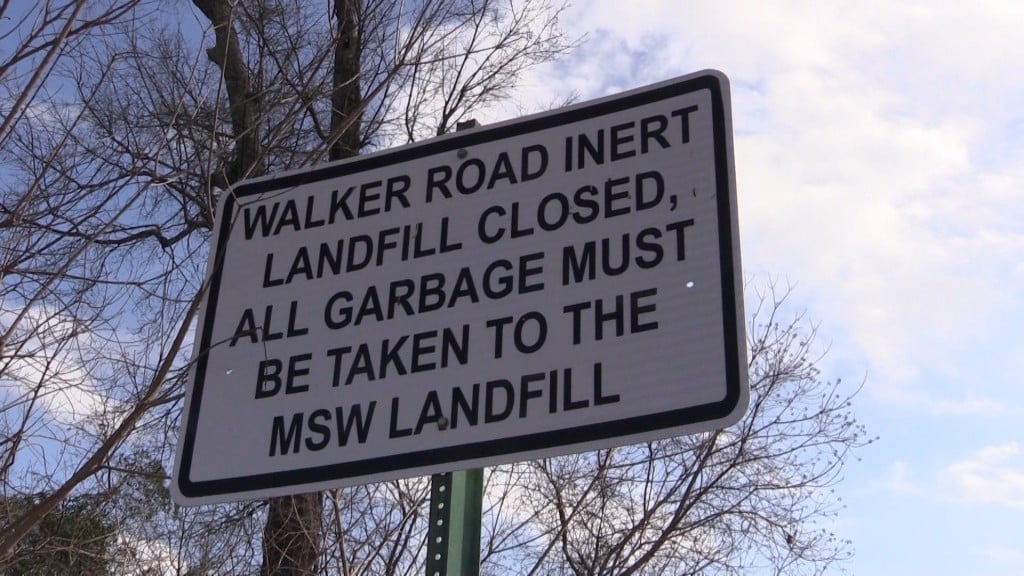 WALKER ROAD INERT
LANDFILL CLOSED,
ALL GARBAGE MUST
BE TAKEN TO THE
MSW LANDFILL